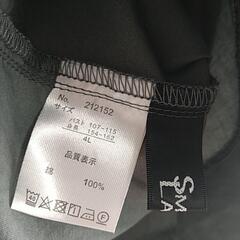 No. 212152
サイズ
バスト 107-115
身長 154-162
4L
品質表示
綿 100%
SM
LA